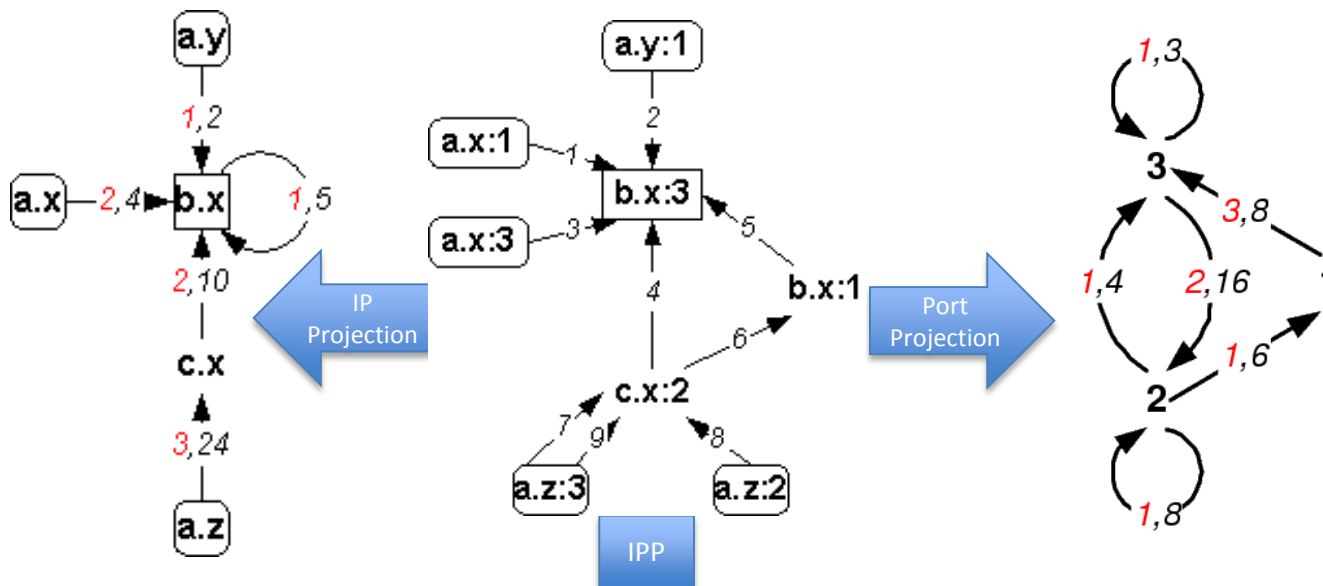 a.y
1,2
a.x
2,4
b.x
1,5
2,10
c.x
3,24
a.z
IP
Projection
a.y:1
2
a.x:1
1
b.x:3
a.x:3
3
5
4
b.x:1
6
c.x:2
7
9
8
a.z:3
a.z:2
IPP
Port
Projection
1,3
3
3,8
1,4
2,16
1,6
2
1,8